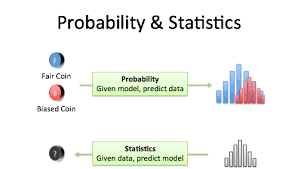 Probability & Statistics
Fair Coin
Biased Coin
Probability
Given model, predict data
Statistics
Given data, predict model
?